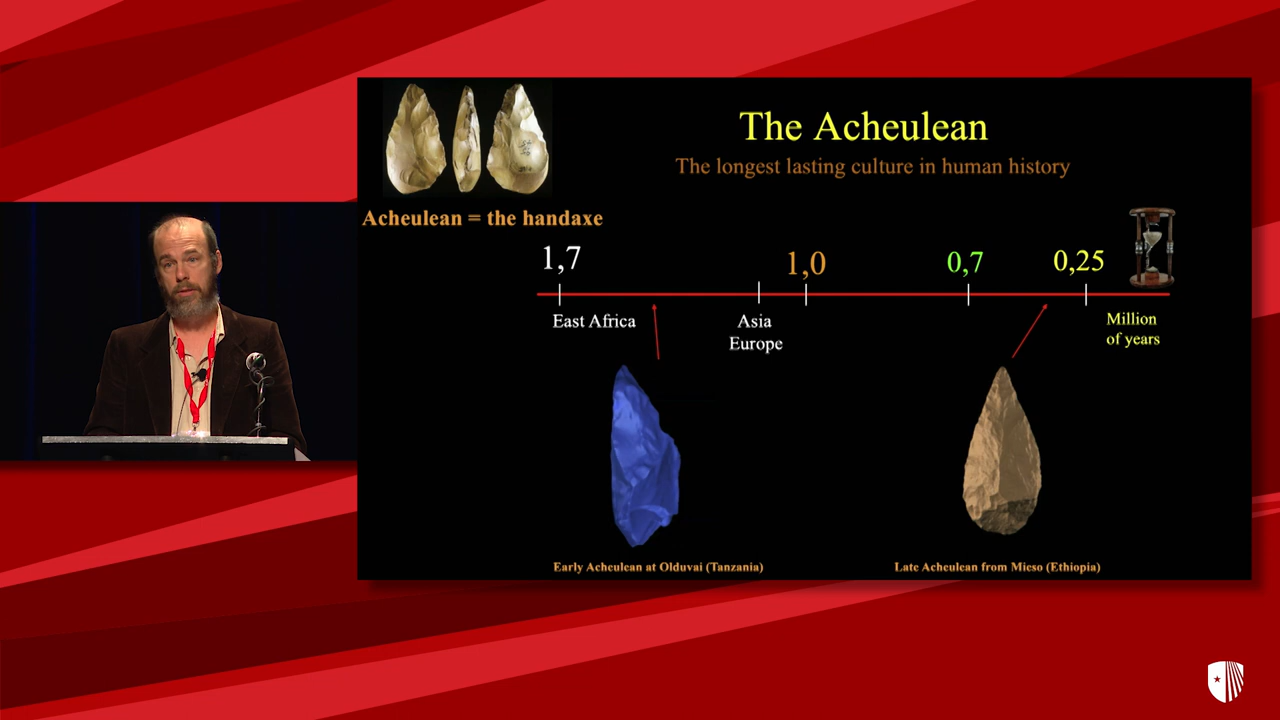 The Acheulean
The longest lasting culture in human history
Acheulean = the handaxe
1,7
1,0
0,7
0,25
East Africa
Asia
Europe
Million
of years
Early Acheulean at Olduvai (Tanzania)
Late Acheulean from Mieso (Ethiopia)